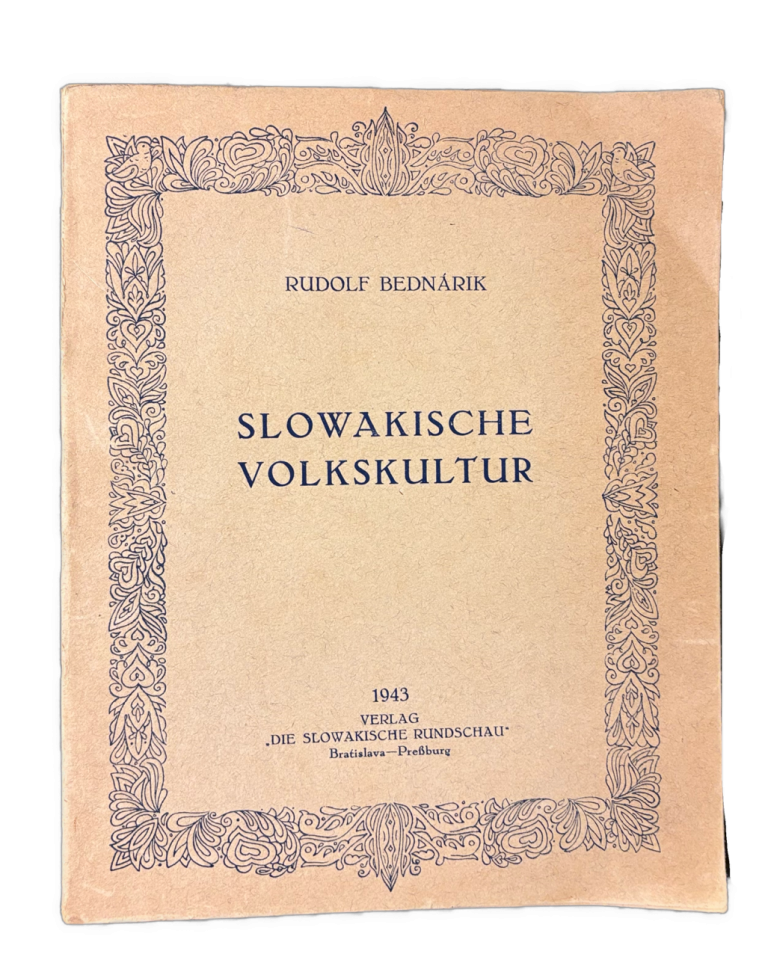 RUDOLF BEDNÁRIK
SLOWAKISCHE
VOLKSKULTUR
1943
VERLAG
„DIE SLOWAKISCHE RUNDSCHAU“
Bratislava—Preßburg